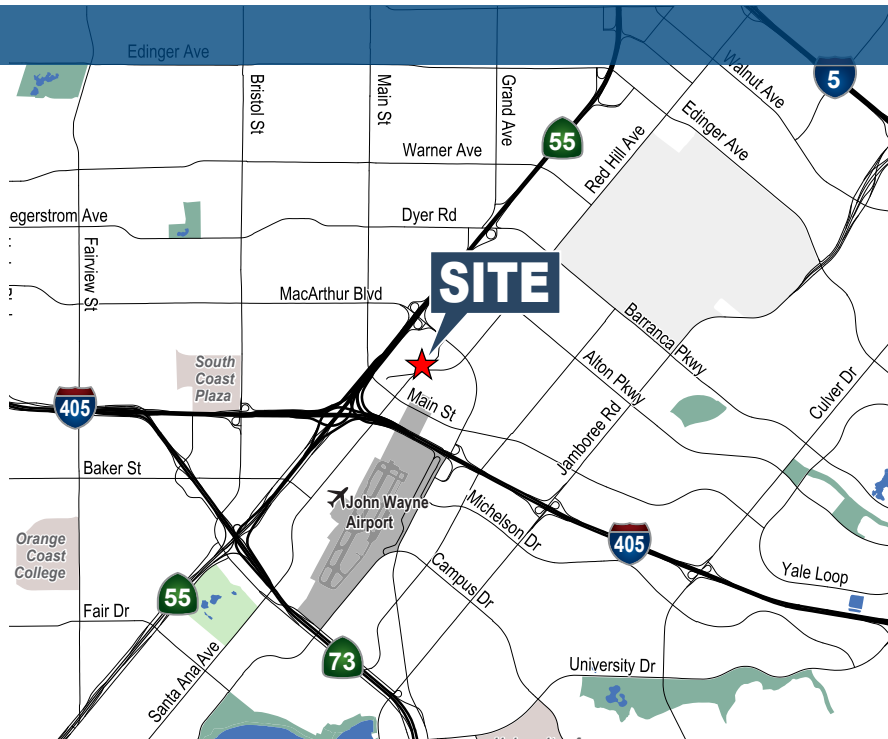 Edinger Ave
Walnut Ave
5
Bristol St
Main St
Grand Ave
Edinger Ave
55
Warner Ave
Red Hill Ave
egerstrom Ave
Dyer Rd
Fairview St
SITE
MacArthur Blvd
Barranca Pkwy
South
Coast
Plaza
Alton Pkwy
Culver Dr
405
Main St
Jamboree Rd
Baker St
John Wayne
Airport
Michelson Dr
Orange
Coast
College
405
Campus Dr
Yale Loop
55
Fair Dr
73
Santa Ana Ave
University Dr